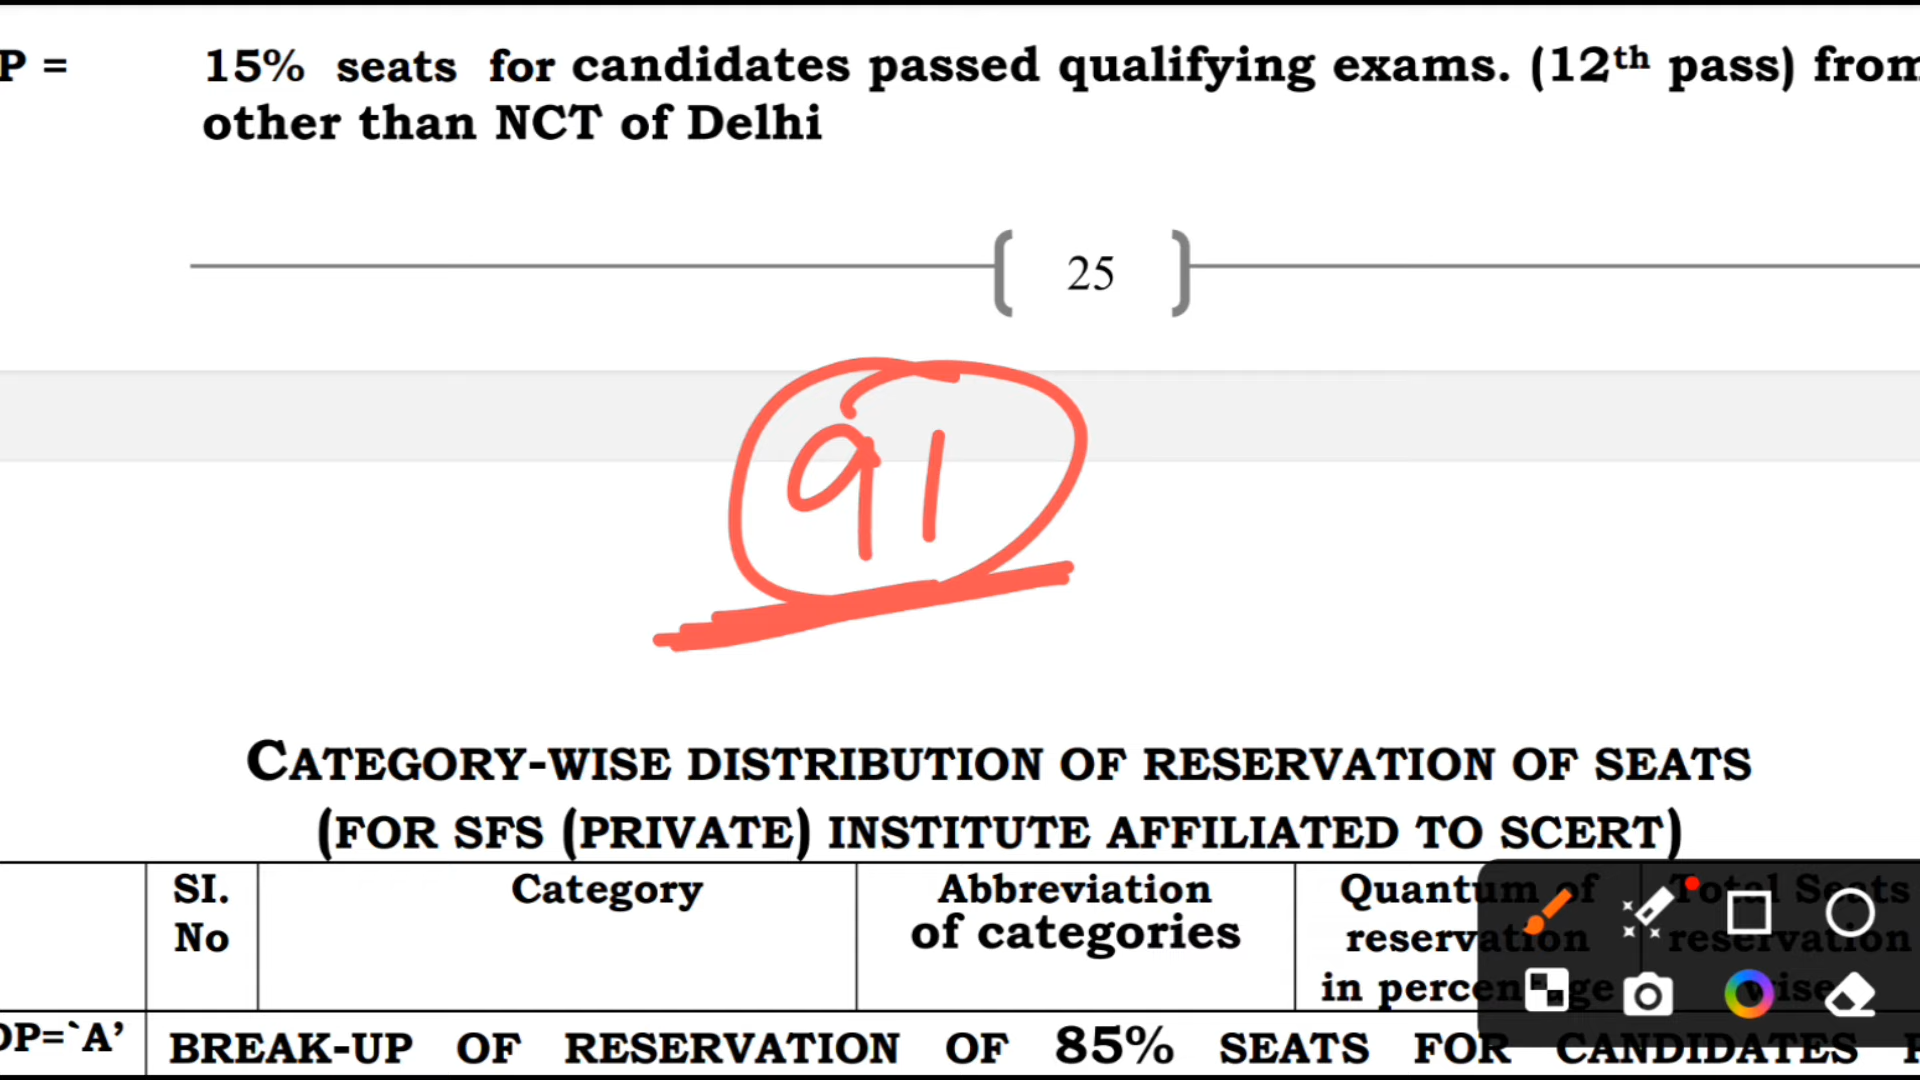 P = 15% seats for candidates passed qualifying exams. (12th pass) from
other than NCT of Delhi
25
91
CATEGORY-WISE DISTRIBUTION OF RESERVATION OF SEATS
(FOR SFS (PRIVATE) INSTITUTE AFFILIATED TO SCERT)
SI. No
Category
Abbreviation of categories
Quantum of reservation in percentage
Total Seats reservation wise
OP=`A’
BREAK-UP OF RESERVATION OF 85% SEATS FOR CANDIDATES